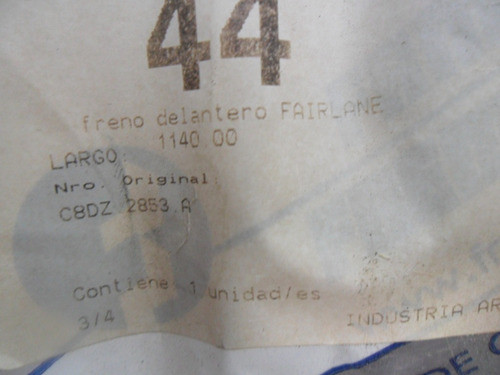 44
freno delantero FAIRLANE
LARGO 1140.00
Nro. Original
C8DZ 2853 A
Contiene 1 unidad/es
3/4
INDUSTRIA AR
DE